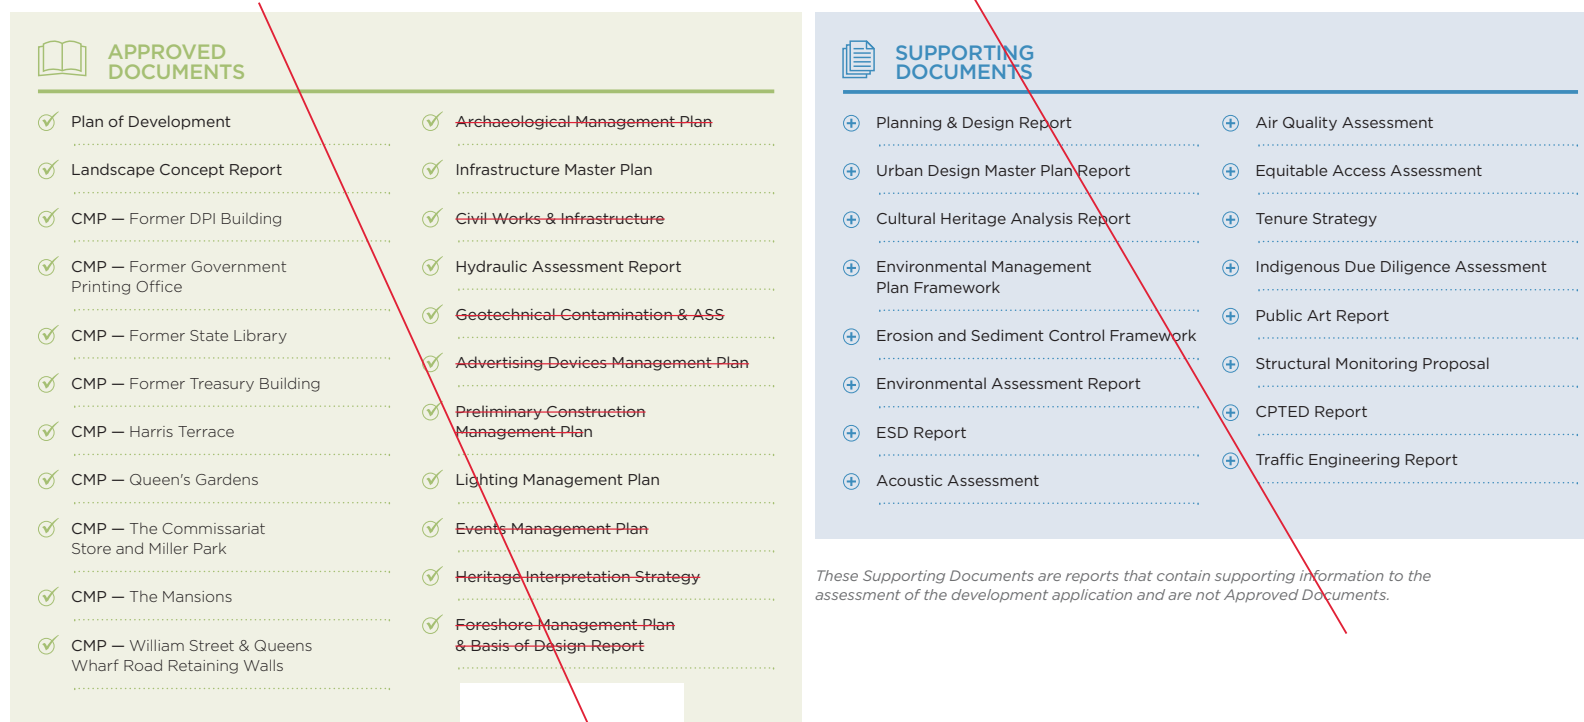 APPROVED
DOCUMENTS
Plan of Development
Landscape Concept Report
CMP — Former DPI Building
CMP — Former Government
Printing Office
CMP — Former State Library
CMP — Former Treasury Building
CMP — Harris Terrace
CMP — Queen's Gardens
CMP — The Commissariat
Store and Miller Park
CMP — The Mansions
CMP — William Street & Queens
Wharf Road Retaining Walls
Archaeological Management Plan
Infrastructure Master Plan
Civil Works & Infrastructure
Hydraulic Assessment Report
Geotechnical Contamination & ASS
Advertising Devices Management Plan
Preliminary Construction
Management Plan
Lighting Management Plan
Events Management Plan
Heritage Interpretation Strategy
Foreshore Management Plan
& Basis of Design Report
SUPPORTING
DOCUMENTS
Planning & Design Report
Urban Design Master Plan Report
Cultural Heritage Analysis Report
Environmental Management
Plan Framework
Erosion and Sediment Control Framework
Environmental Assessment Report
ESD Report
Acoustic Assessment
Air Quality Assessment
Equitable Access Assessment
Tenure Strategy
Indigenous Due Diligence Assessment
Public Art Report
Structural Monitoring Proposal
CPTED Report
Traffic Engineering Report
These Supporting Documents are reports that contain supporting information to the
assessment of the development application and are not Approved Documents.